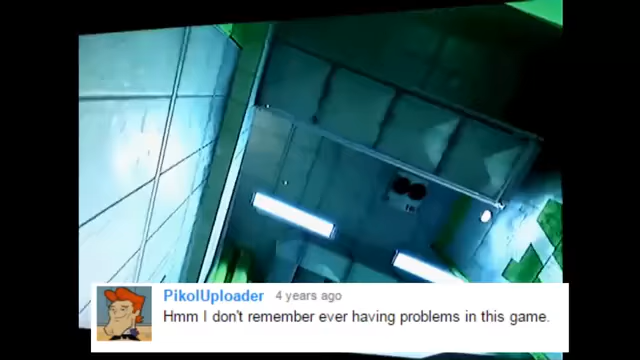 PikolUploader 4 years ago
Hmm I don't remember ever having problems in this game.